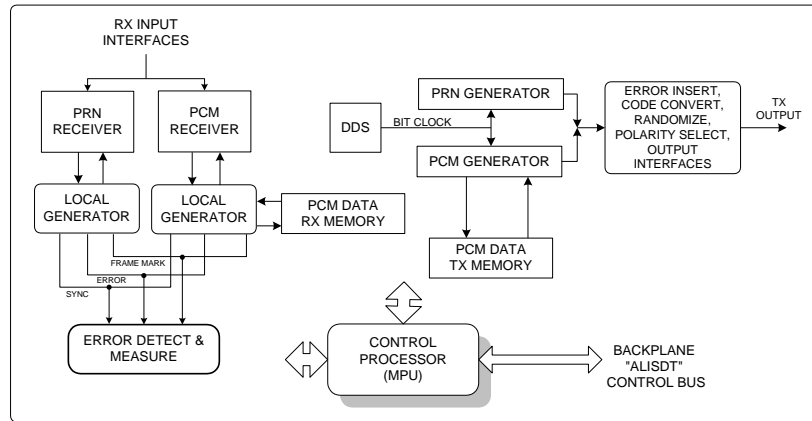 RX INPUT
INTERFACES
PRN
RECEIVER
PCM
RECEIVER
LOCAL
GENERATOR
LOCAL
GENERATOR
PCM DATA
RX MEMORY
FRAME MARK
ERROR
SYNC
ERROR DETECT &
MEASURE
DDS
BIT CLOCK
PRN GENERATOR
PCM GENERATOR
PCM DATA
TX MEMORY
ERROR INSERT,
CODE CONVERT,
RANDOMIZE,
POLARITY SELECT,
OUTPUT
INTERFACES
TX
OUTPUT
CONTROL
PROCESSOR
(MPU)
BACKPLANE
"ALISDT"
CONTROL BUS